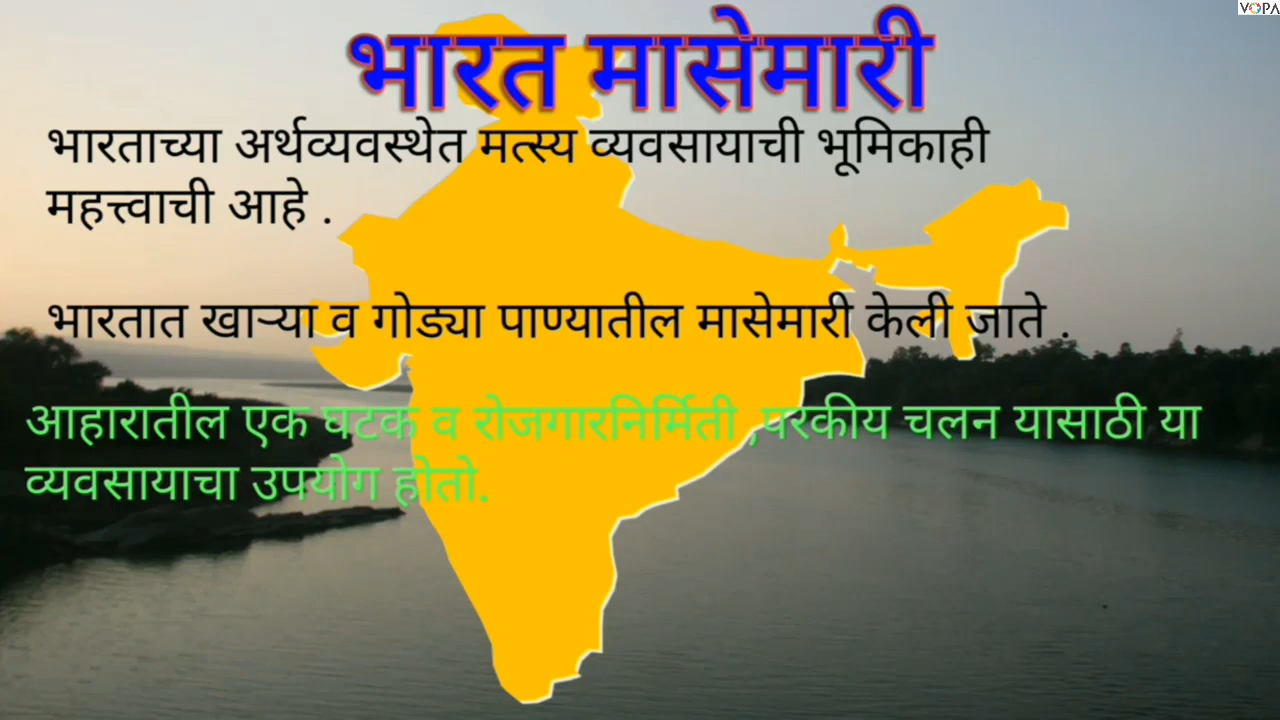 VOPA
भारत मासेमारी
भारताच्या अर्थव्यवस्थेत मत्स्य व्यवसायाची भूमिकाही
महत्त्वाची आहे .
भारतात खाऱ्या व गोड्या पाण्यातील मासेमारी केली जाते .
आहारातील एक घटक व रोजगारनिर्मिती ,परकीय चलन यासाठी या
व्यवसायाचा उपयोग होतो.